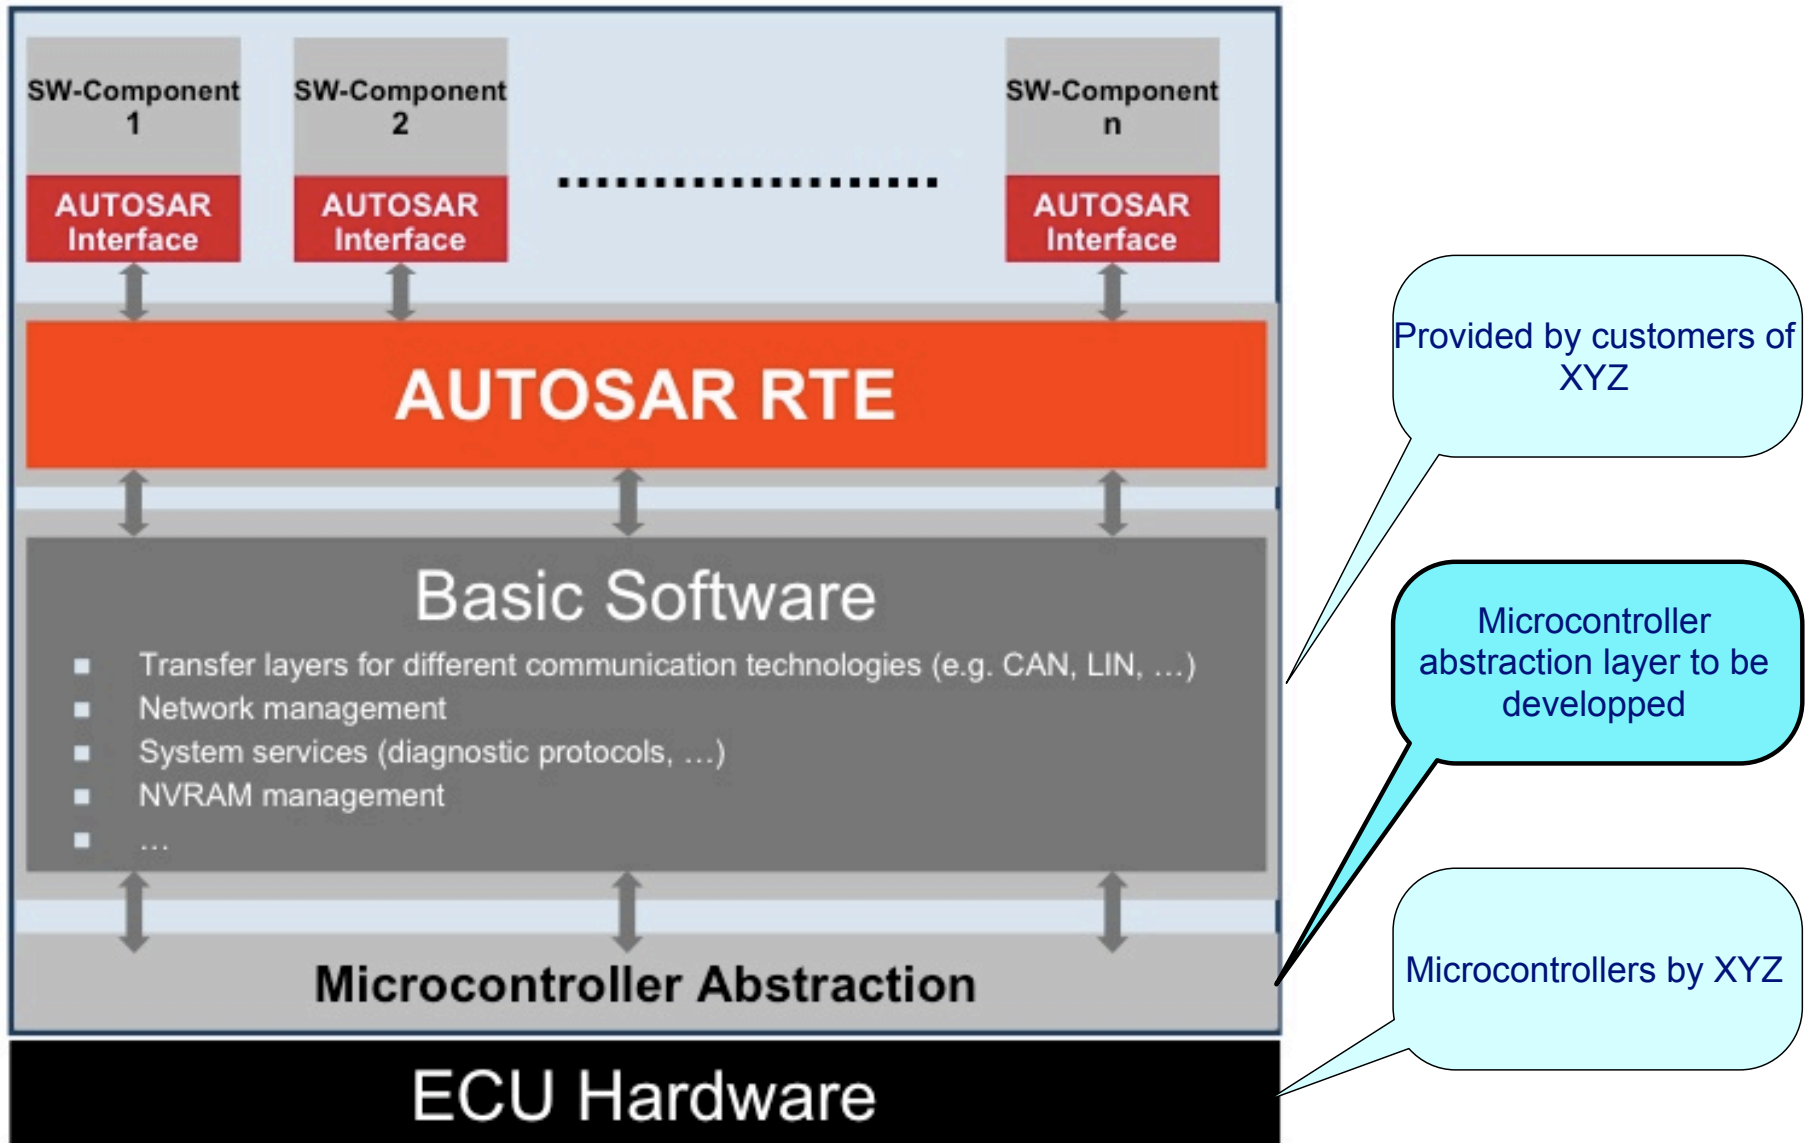 SW-Component
1
AUTOSAR
Interface
SW-Component
2
AUTOSAR
Interface
SW-Component
n
AUTOSAR
Interface
AUTOSAR RTE
Basic Software
Transfer layers for different communication technologies (e.g. CAN, LIN, …)
Network management
System services (diagnostic protocols, …)
NVRAM management
…
Microcontroller Abstraction
ECU Hardware
Provided by customers of
XYZ
Microcontroller
abstraction layer to be
developped
Microcontrollers by XYZ